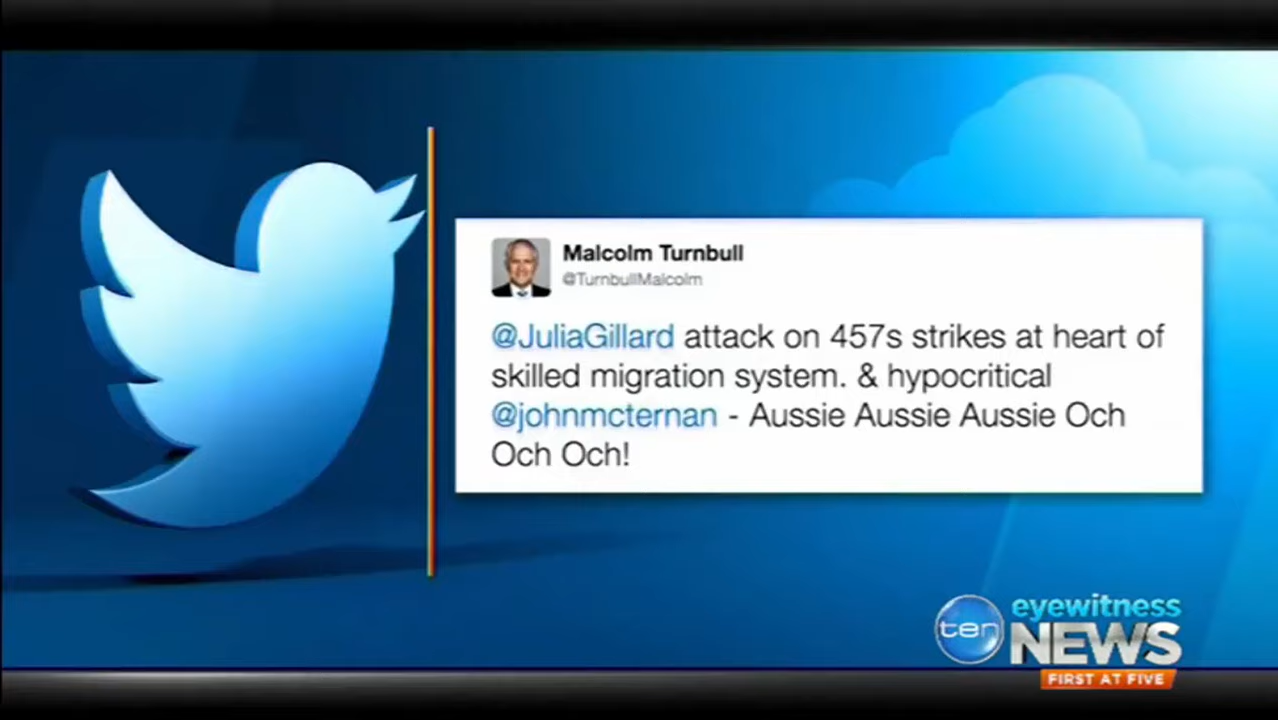 Malcolm Turnbull
@TurnbullMalcolm
@JuliaGillard attack on 457s strikes at heart of
skilled migration system. & hypocritical
@johnmcternan - Aussie Aussie Aussie Och
Och Och!
ten
eyewitness
NEWS
FIRST AT FIVE